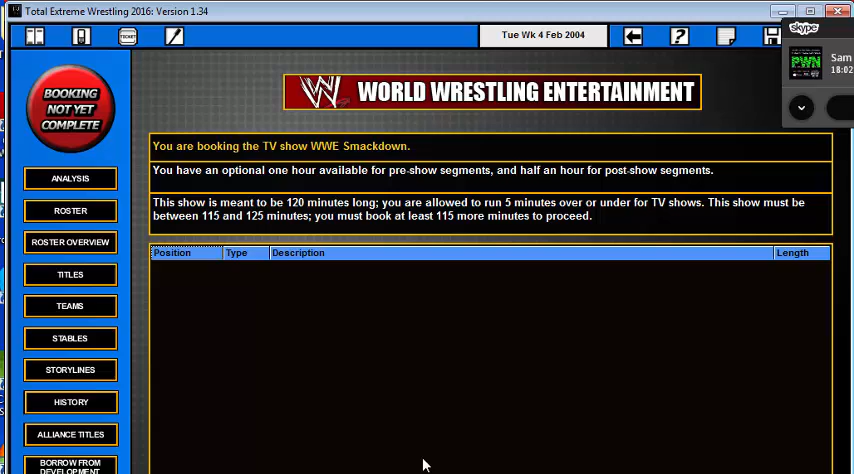 Total Extreme Wrestling 2016: Version 1.34
TICKET
Tue Wk 4 Feb 2004
?
skype
PWN
Sam
18:02
BOOKING
NOT YET
COMPLETE
WORLD WRESTLING ENTERTAINMENT
You are booking the TV show WWE Smackdown.
You have an optional one hour available for pre-show segments, and half an hour for post-show segments.
This show is meant to be 120 minutes long; you are allowed to run 5 minutes over or under for TV shows. This show must be
between 115 and 125 minutes; you must book at least 115 more minutes to proceed.
Position Type Description Length
ANALYSIS
ROSTER
ROSTER OVERVIEW
TITLES
TEAMS
STABLES
STORYLINES
HISTORY
ALLIANCE TITLES
BORROW FROM
DEVELOPMENT